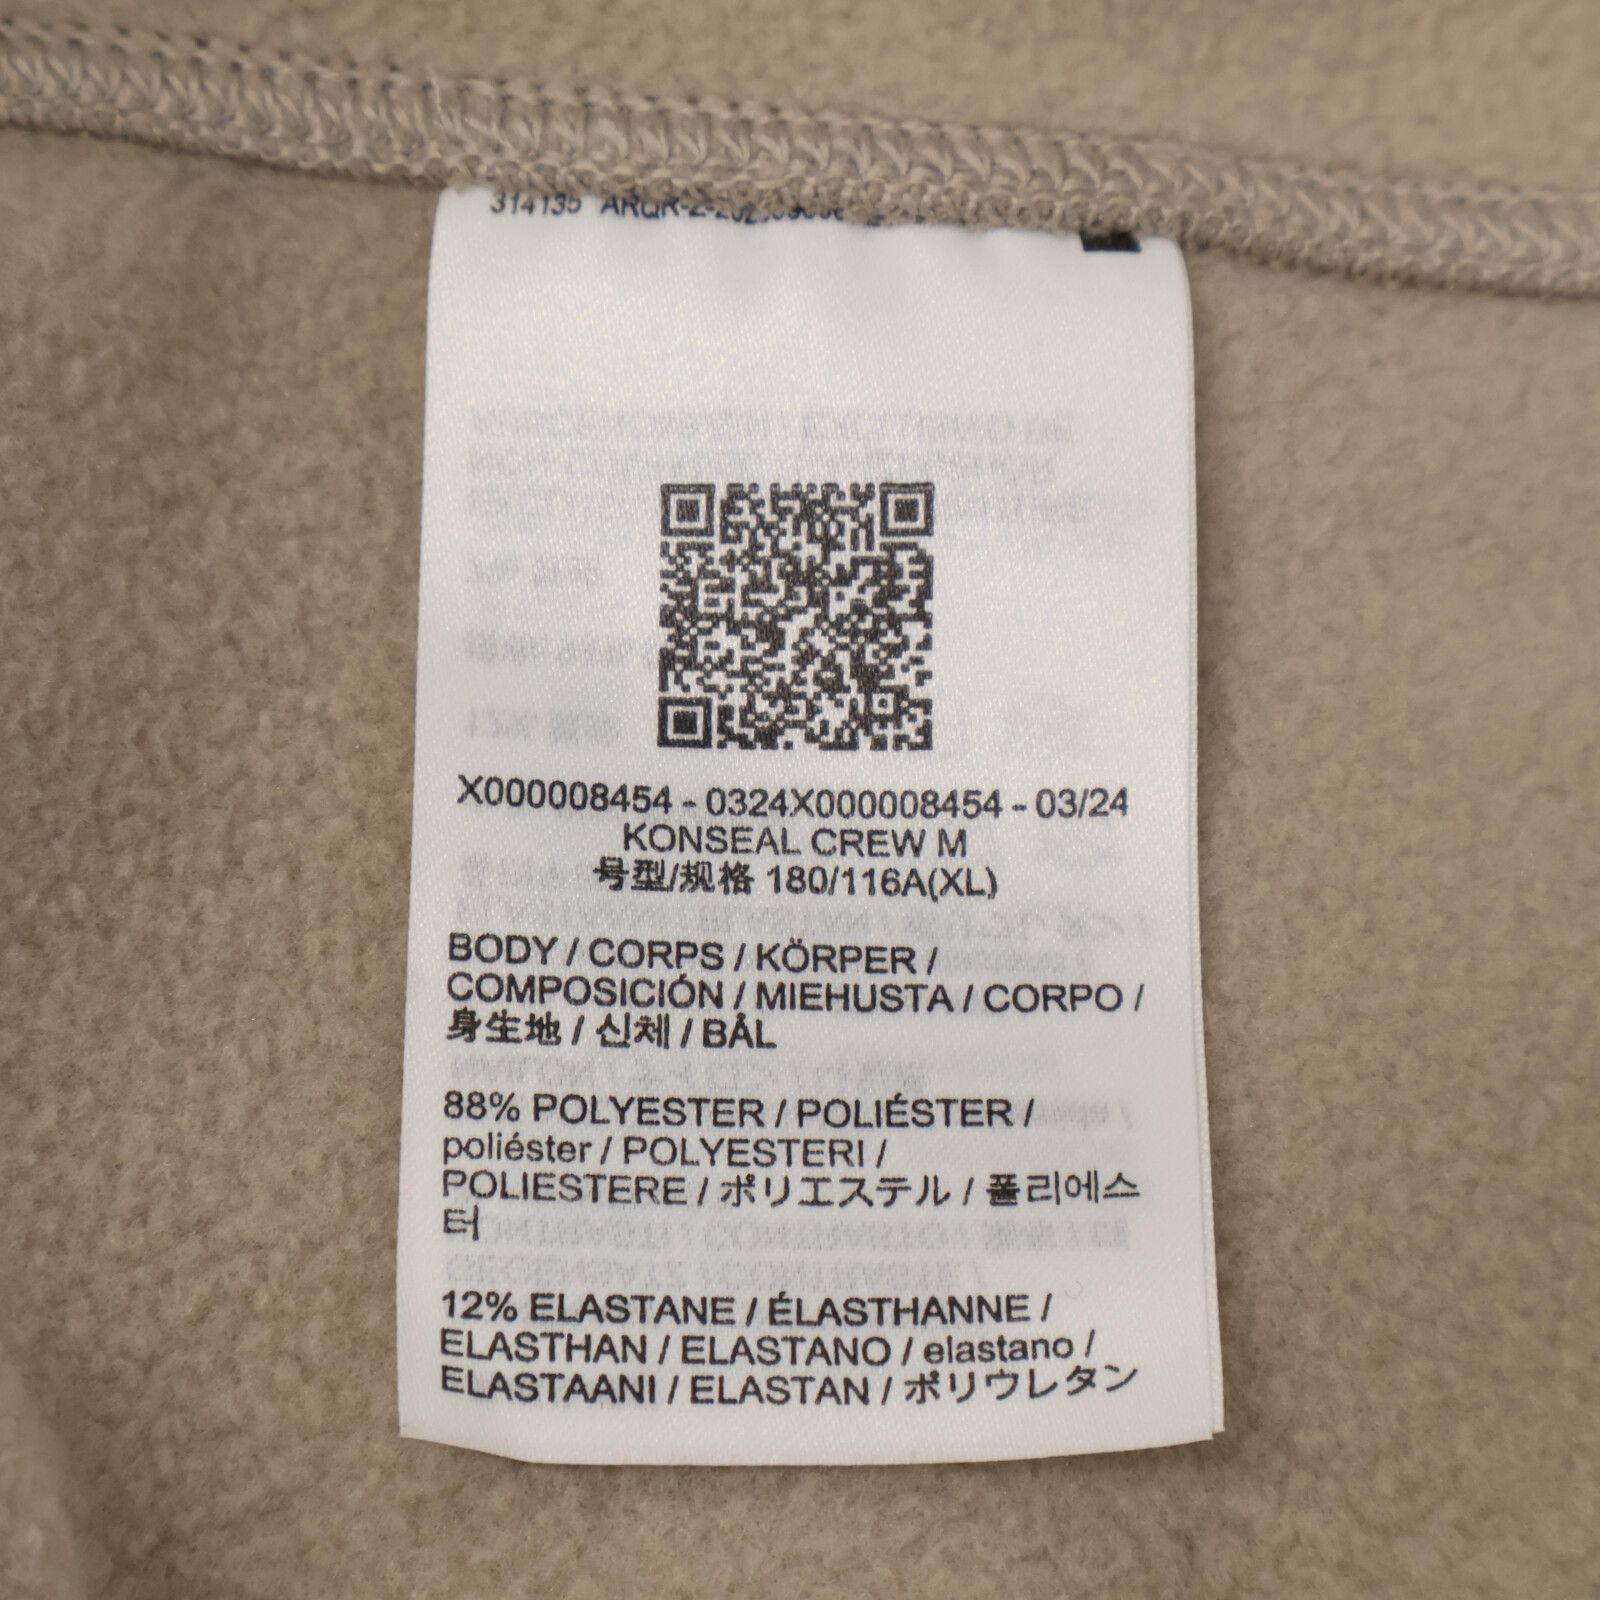 314135
X000008454 - 0324X000008454 - 03/24
KONSEAL CREW M
号型/规格 180/116A(XL)
BODY / CORPS / KÖRPER /
COMPOSICIÓN / MIEHUSTA / CORPO /
身生地 / 신체 / BÅL
88% POLYESTER / POLIÉSTER /
poliéster / POLYESTERI /
POLIESTERE / ポリエステル / 폴리에스
터
12% ELASTANE / ÉLASTHANNE /
ELASTHAN / ELASTANO / elastano /
ELASTAANI / ELASTAN / ポリウレタン